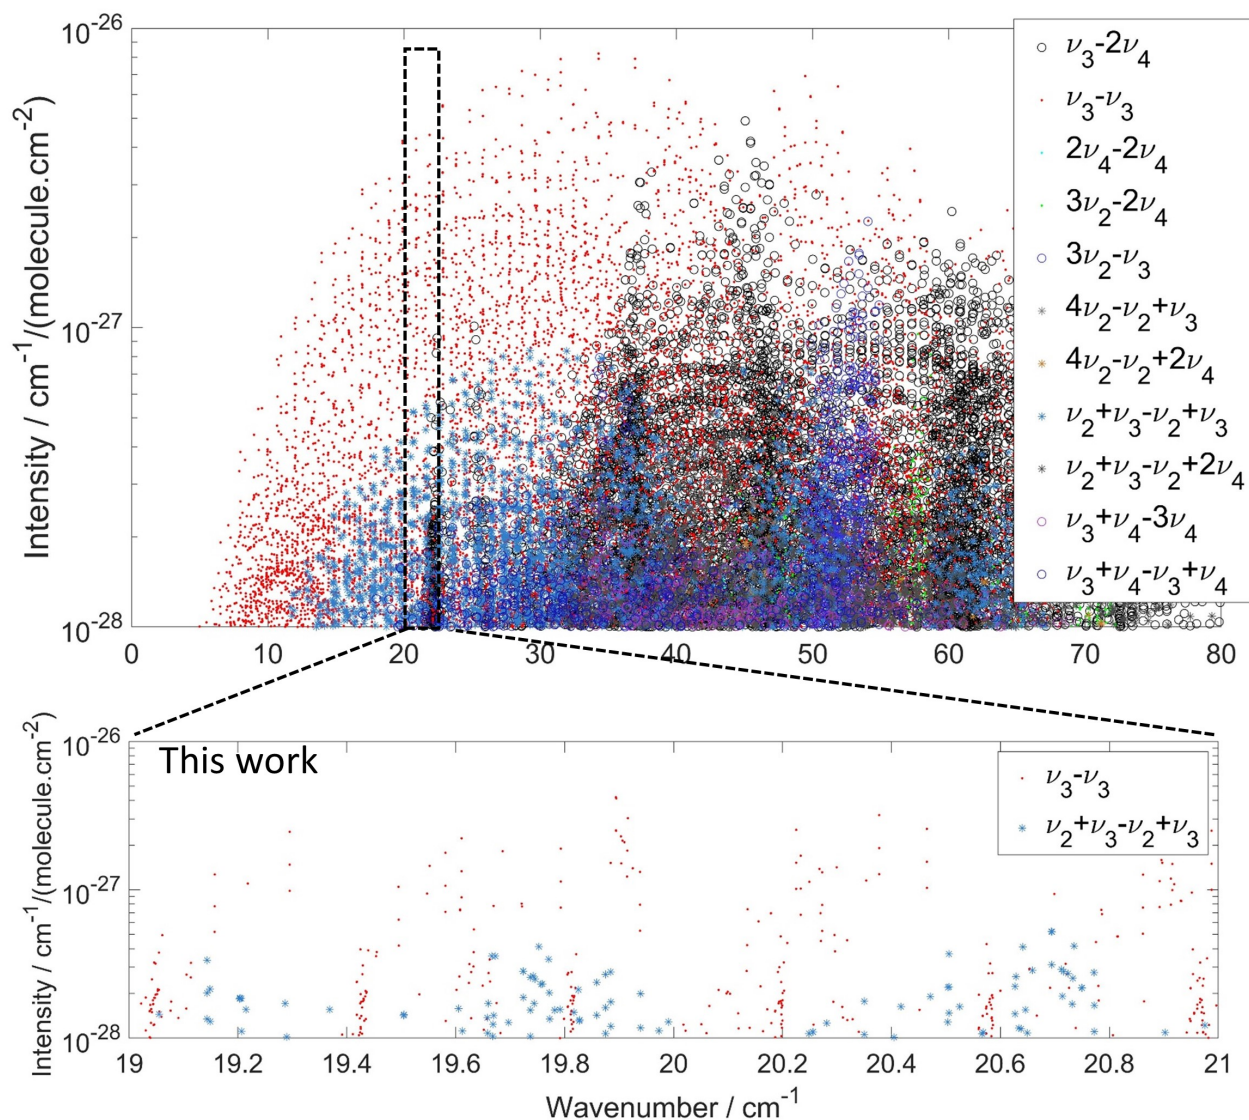 10⁻²⁶
10⁻²⁷
10⁻²⁸
Intensity / cm⁻¹/(molecule.cm⁻²)
0 10 20 30 40 50 60 70 80
ν₃-2ν₄
ν₃-ν₃
2ν₄-2ν₄
3ν₂-2ν₄
3ν₂-ν₃
4ν₂-ν₂+ν₃
4ν₂-ν₂+2ν₄
ν₂+ν₃-ν₂+ν₃
ν₂+ν₃-ν₂+2ν₄
ν₃+ν₄-3ν₄
ν₃+ν₄-ν₃+ν₄
10⁻²⁶
10⁻²⁷
10⁻²⁸
Intensity / cm⁻¹/(molecule.cm⁻²)
This work
ν₃-ν₃
ν₂+ν₃-ν₂+ν₃
19 19.2 19.4 19.6 19.8 20 20.2 20.4 20.6 20.8 21
Wavenumber / cm⁻¹